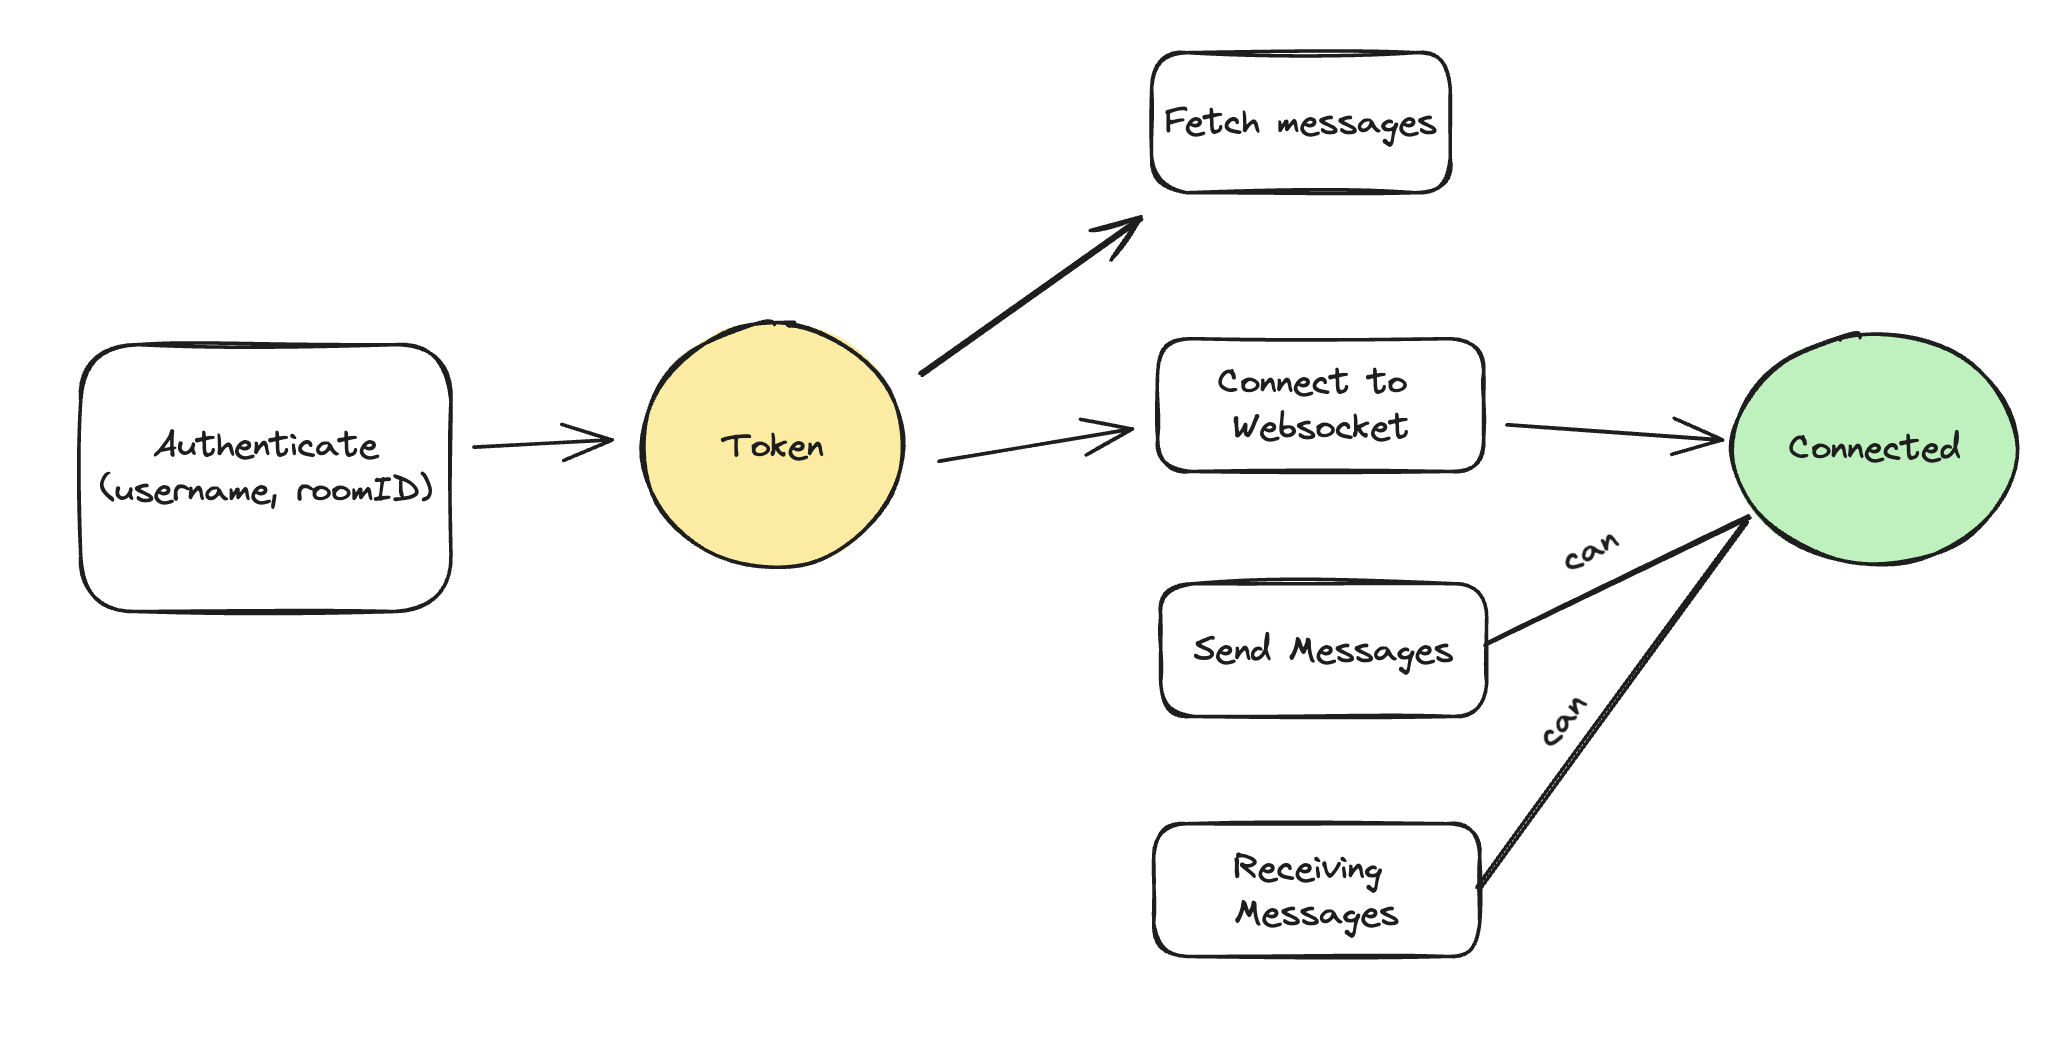 Fetch messages
Authenticate
(username, roomID)
Token
Connect to
Websocket
Connected
can
Send Messages
can
Receiving
Messages